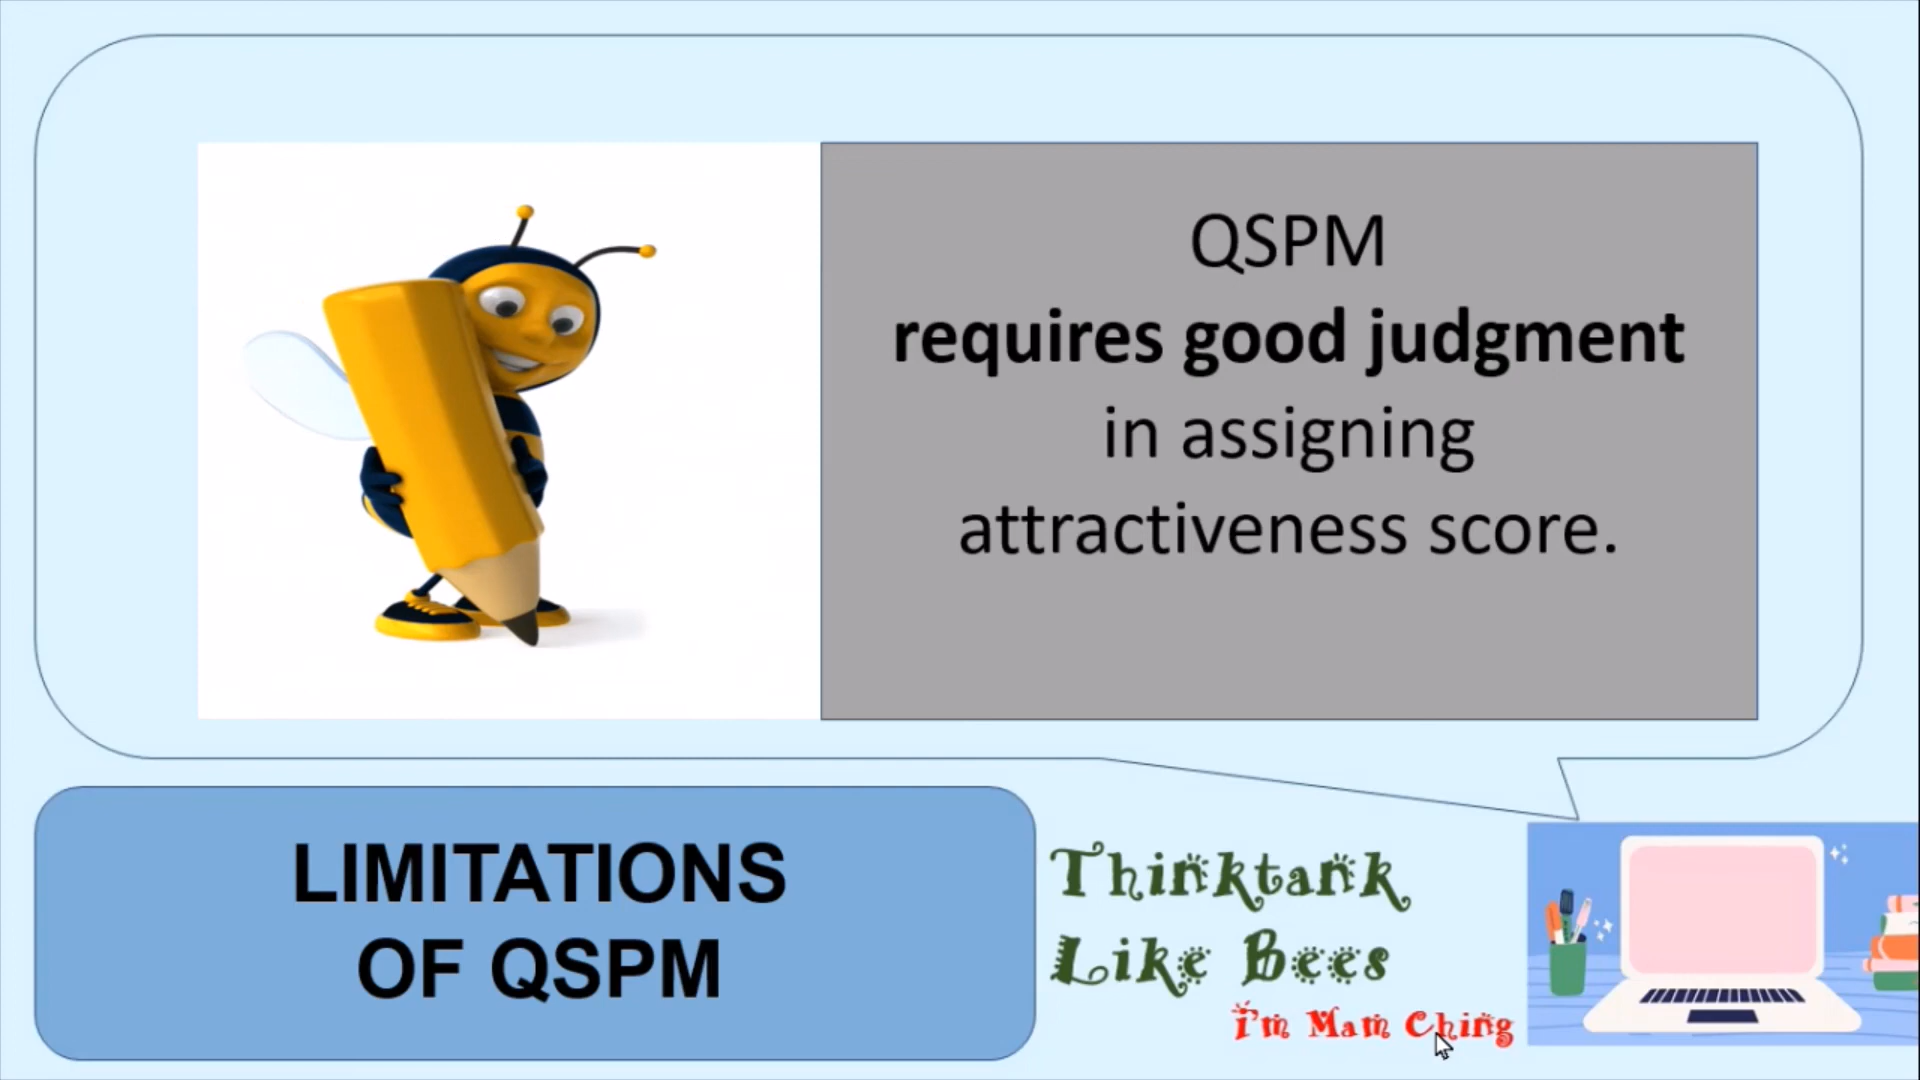 QSPM
requires good judgment
in assigning
attractiveness score.
LIMITATIONS
OF QSPM
Thinktank
Like Bees
I'm Mam Ching